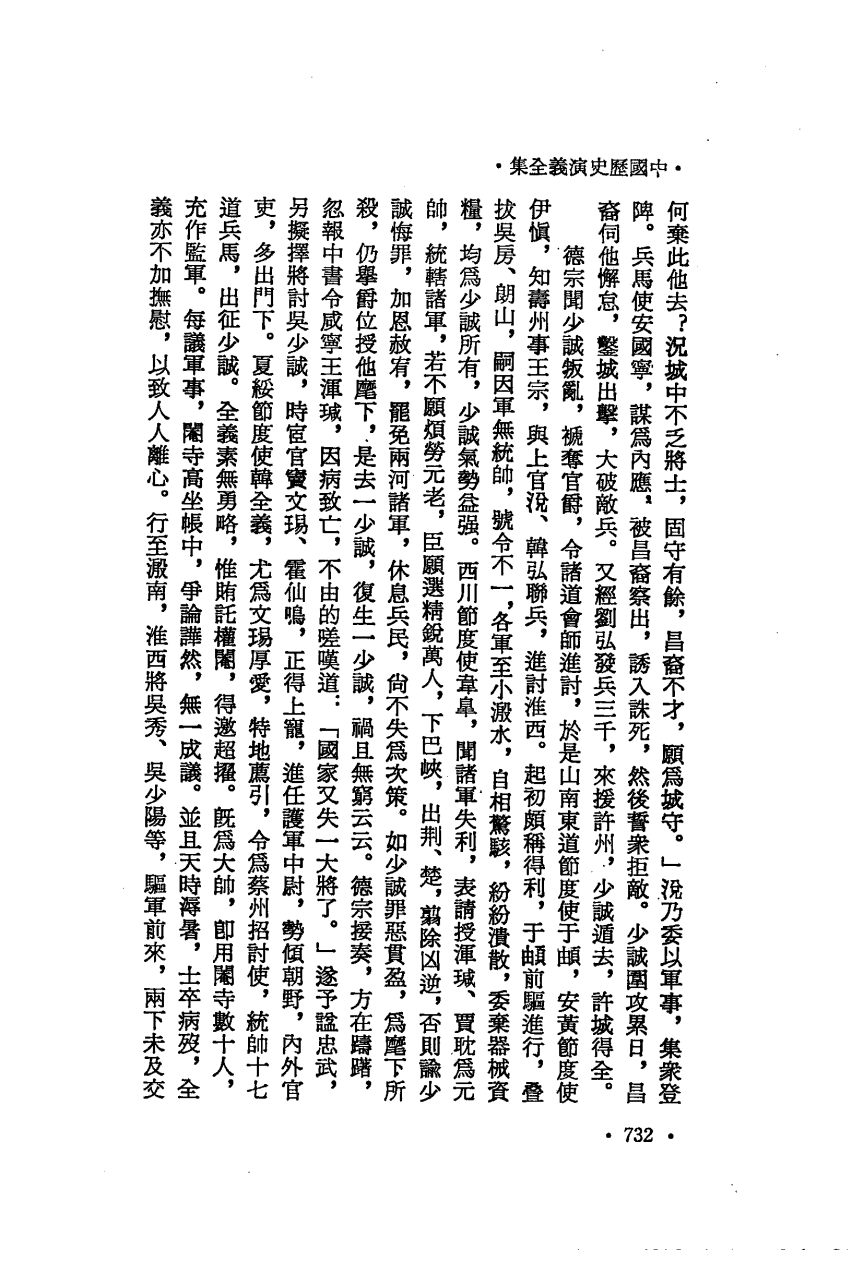 ·中國歷史演義全集·
何棄此他去？況城中不乏將士，固守有餘，昌裔不才，願爲城守。」涚乃委以軍事，集衆登
陴。兵馬使安國寧，謀爲內應，被昌裔察出，誘入誅死，然後誓衆拒敵。少誠圍攻累日，昌
裔伺他懈怠，鑿城出擊，大破敵兵。又經劉弘發兵三千，來援許州，少誠遁去，許城得全。
德宗聞少誠叛亂，褫奪官爵，令諸道會師進討，於是山南東道節度使于頔，安黃節度使
伊愼，知壽州事王宗，與上官涚、韓弘聯兵，進討淮西。起初頗稱得利，于頔前驅進行，叠
拔吳房、朗山，嗣因軍無統帥，號令不一，各軍至小溵水，自相驚駭，紛紛潰散，委棄器械資
糧，均爲少誠所有，少誠氣勢益强。西川節度使韋臯，聞諸軍失利，表請授渾瑊、賈耽爲元
帥，統轄諸軍，若不願煩勞元老，臣願選精銳萬人，下巴峽，出荆、楚，翦除凶逆，否則諭少
誠悔罪，加恩赦宥，罷免兩河諸軍，休息兵民，尙不失爲次策。如少誠罪惡貫盈，爲麾下所
殺，仍舉爵位授他麾下，是去一少誠，復生一少誠，禍且無窮云云。德宗接奏，方在躊躇，
忽報中書令咸寧王渾瑊，因病致亡，不由的嗟嘆道：「國家又失一大將了。」遂予諡忠武，
另擬擇將討吳少誠，時宦官竇文瑒、霍仙鳴，正得上寵，進任護軍中尉，勢傾朝野，內外官
吏，多出門下。夏綏節度使韓全義，尤爲文瑒厚愛，特地薦引，令爲蔡州招討使，統帥十七
道兵馬，出征少誠。全義素無勇略，惟賄託權閹，得邀超擢。旣爲大帥，卽用閹寺數十人，
充作監軍。每議軍事，閹寺高坐帳中，爭論譁然，無一成議。並且天時溽暑，士卒病歿，全
義亦不加撫慰，以致人人離心。行至溵南，淮西將吳秀、吳少陽等，驅軍前來，兩下未及交
·732·